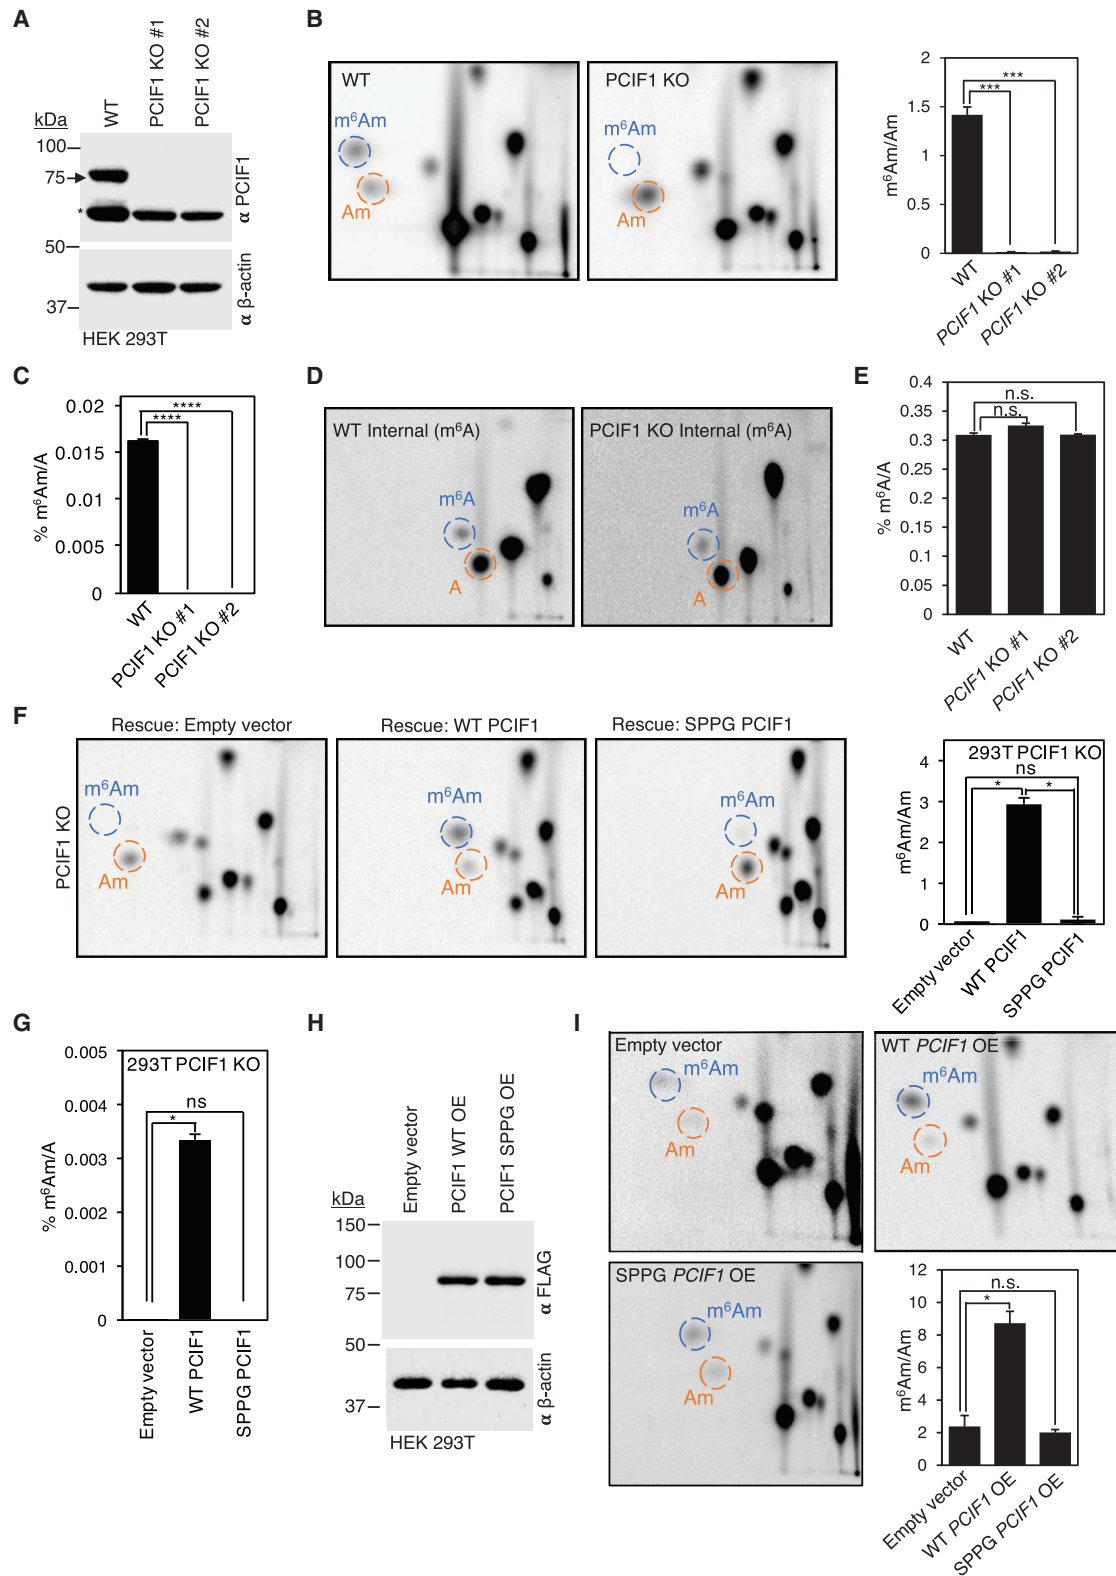 A
WT
PCIF1 KO #1
PCIF1 KO #2
kDa
100
75
*
50
37
α PCIF1
α β-actin
HEK 293T
B
WT
m⁶Am
Am
PCIF1 KO
m⁶Am
Am
2
1.5
1
0.5
0
m⁶Am/Am
***
***
WT
PCIF1 KO #1
PCIF1 KO #2
C
0.02
0.015
0.01
0.005
0
% m⁶Am/A
****
****
WT
PCIF1 KO #1
PCIF1 KO #2
D
WT Internal (m⁶A)
m⁶A
A
PCIF1 KO Internal (m⁶A)
m⁶A
A
E
0.4
0.35
0.3
0.25
0.2
0.15
0.1
0.05
0
% m⁶A/A
n.s.
n.s.
WT
PCIF1 KO #1
PCIF1 KO #2
F
PCIF1 KO
Rescue: Empty vector
m⁶Am
Am
Rescue: WT PCIF1
m⁶Am
Am
Rescue: SPPG PCIF1
m⁶Am
Am
293T PCIF1 KO
4
3
2
1
0
m⁶Am/Am
ns
*
*
Empty vector
WT PCIF1
SPPG PCIF1
G
293T PCIF1 KO
0.005
0.004
0.003
0.002
0.001
0
% m⁶Am/A
ns
*
Empty vector
WT PCIF1
SPPG PCIF1
H
Empty vector
PCIF1 WT OE
PCIF1 SPPG OE
kDa
150
100
75
50
37
α FLAG
α β-actin
HEK 293T
I
Empty vector
m⁶Am
Am
WT PCIF1 OE
m⁶Am
Am
SPPG PCIF1 OE
m⁶Am
Am
12
10
8
6
4
2
0
m⁶Am/Am
n.s.
*
Empty vector
WT PCIF1 OE
SPPG PCIF1 OE